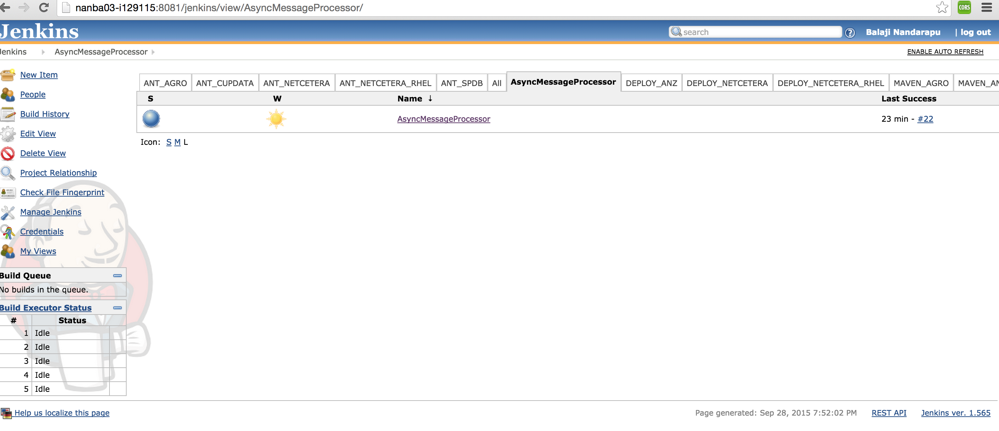 nanba03-i129115:8081/jenkins/view/AsyncMessageProcessor/
CORS
Jenkins
search
?
Balaji Nandarapu
| log out
Jenkins
AsyncMessageProcessor
ENABLE AUTO REFRESH
New Item
People
Build History
Edit View
Delete View
Project Relationship
Check File Fingerprint
Manage Jenkins
Credentials
My Views
Build Queue
No builds in the queue.
Build Executor Status
# Status
1 Idle
2 Idle
3 Idle
4 Idle
5 Idle
ANT_AGRO ANT_CUPDATA ANT_NETCETERA ANT_NETCETERA_RHEL ANT_SPDB All AsyncMessageProcessor DEPLOY_ANZ DEPLOY_NETCETERA DEPLOY_NETCETERA_RHEL MAVEN_AGRO MAVEN_AN
S W Name ↓ Last Success
AsyncMessageProcessor 23 min - #22
Icon: S M L
Help us localize this page
Page generated: Sep 28, 2015 7:52:02 PM REST API Jenkins ver. 1.565